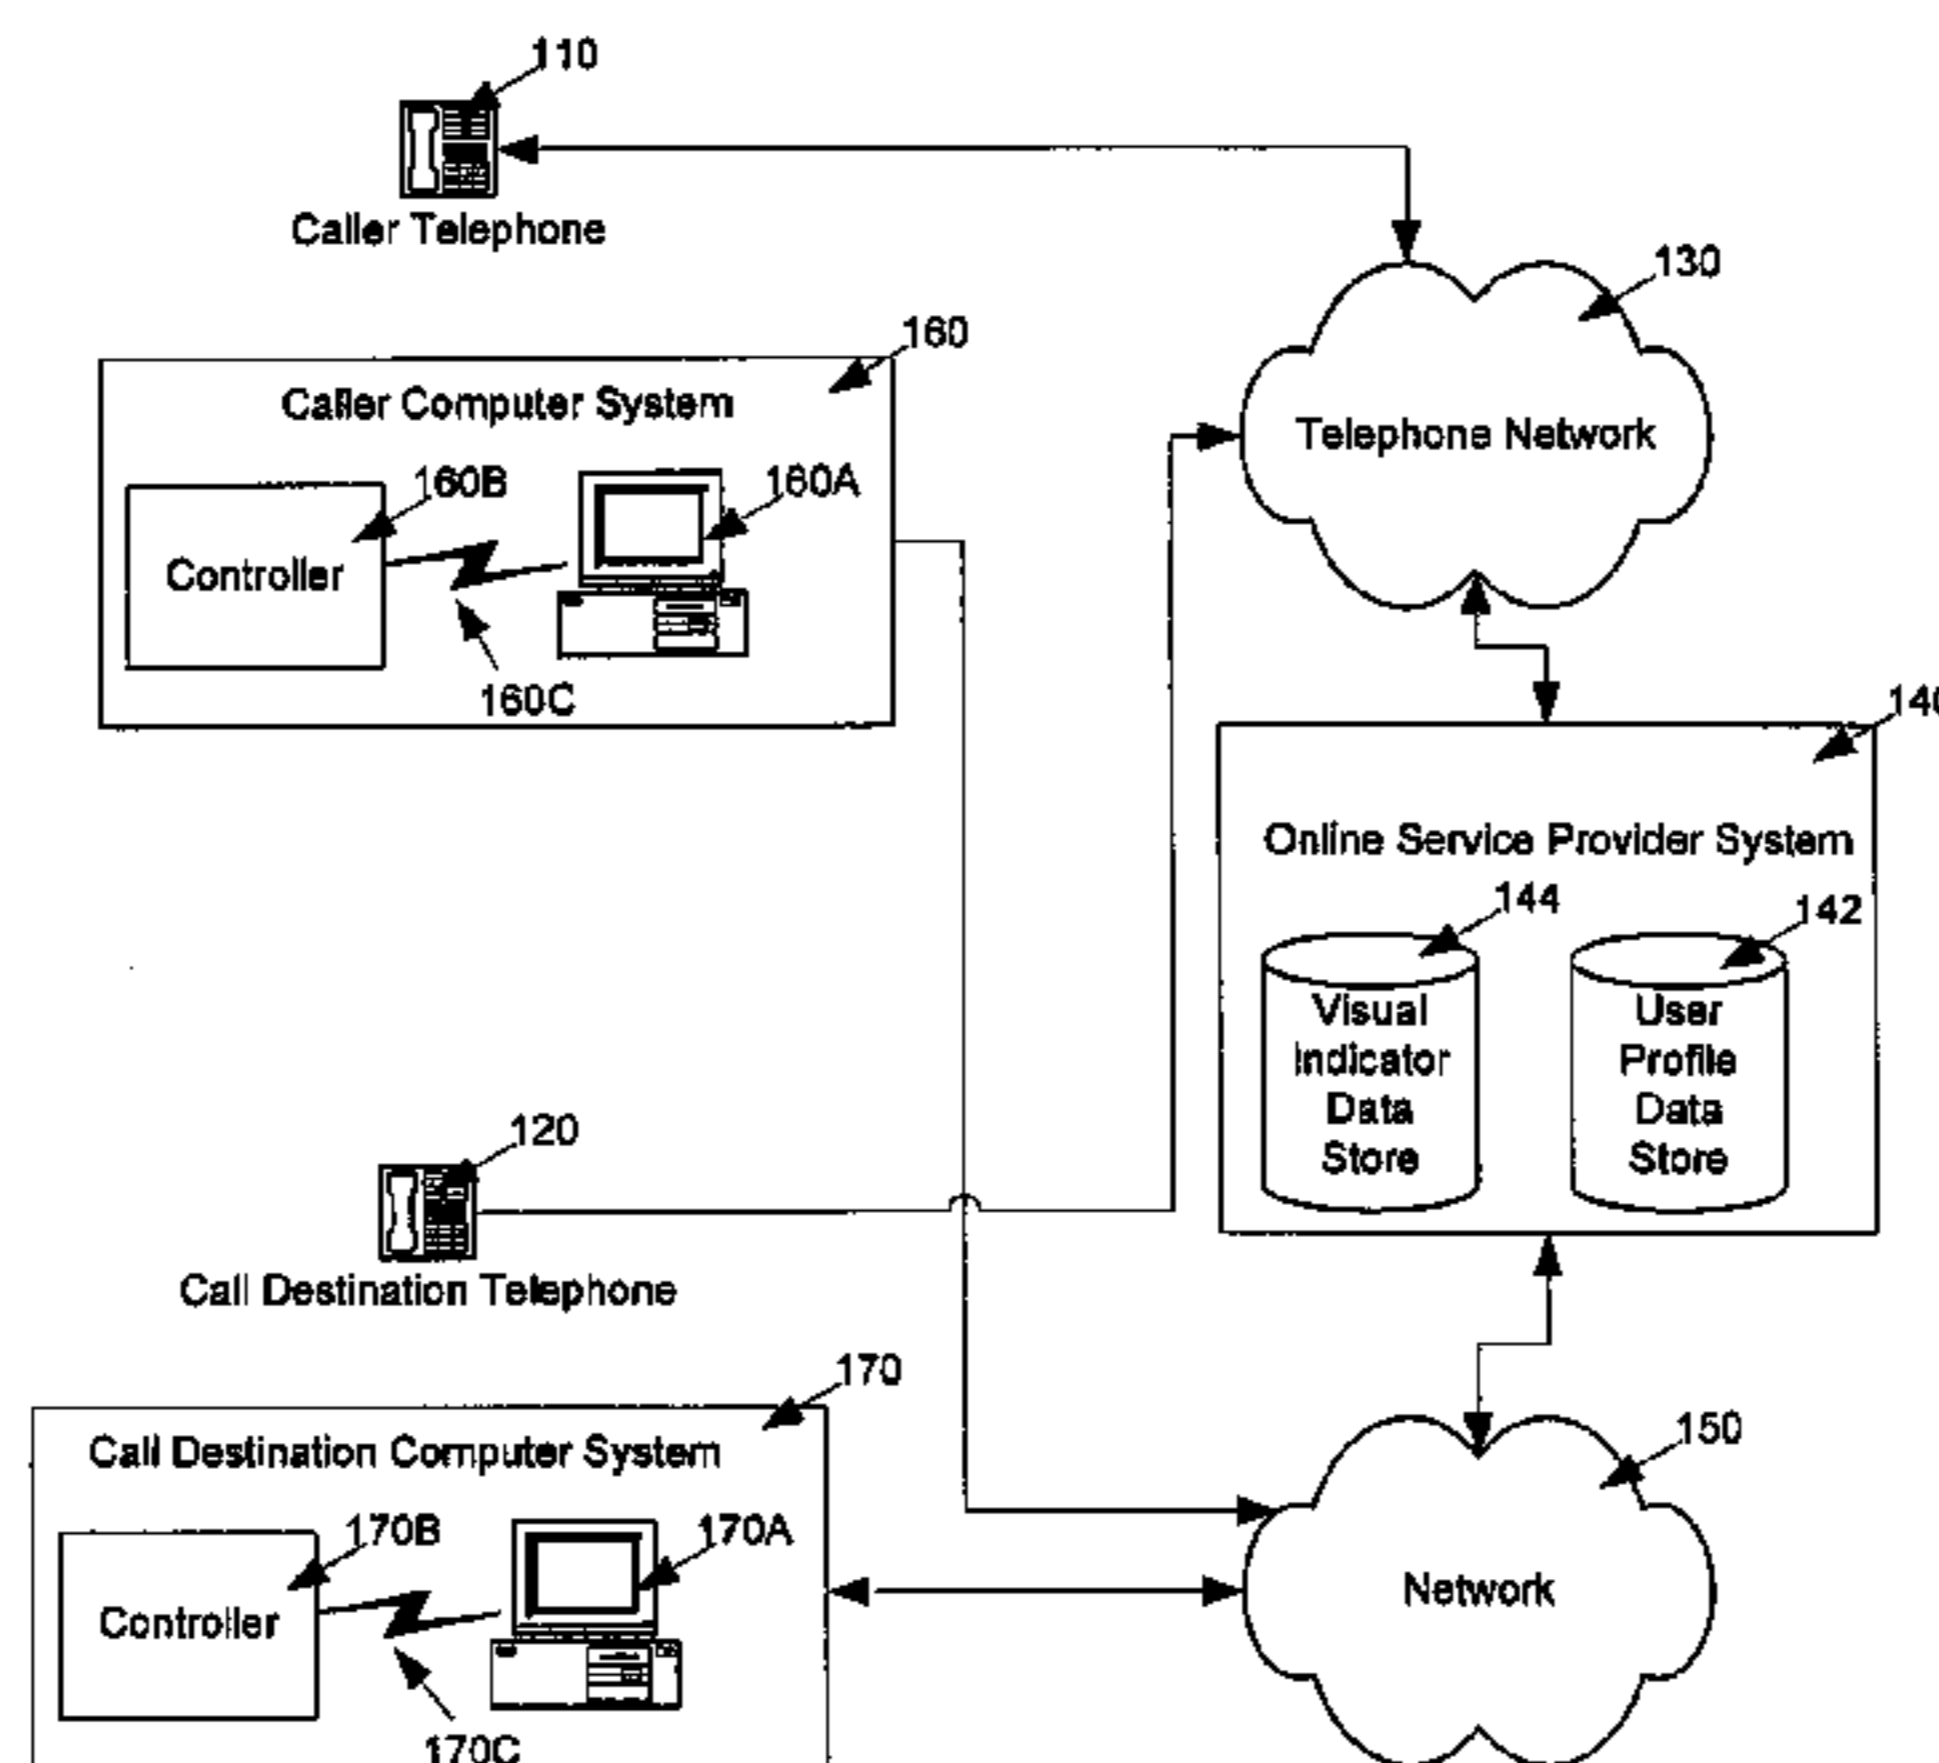 110
Caller Telephone
130
160
Caller Computer System
Telephone Network
160B
160A
Controller
160C
140
Online Service Provider System
144
142
Visual
Indicator
Data
Store
User
Profile
Data
Store
120
Call Destination Telephone
170
Call Destination Computer System
150
170B
170A
Controller
Network
170C